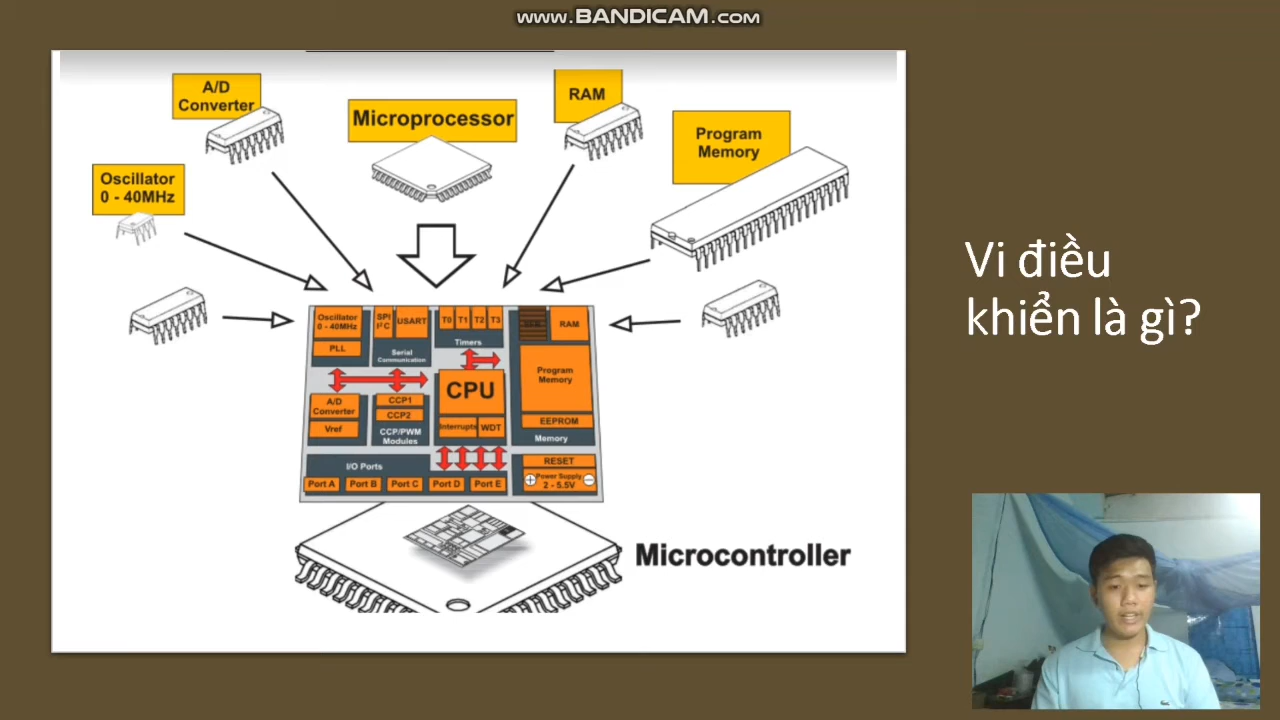 www.BANDICAM.com
A/D
Converter
Microprocessor
RAM
Program
Memory
Oscillator
0 - 40MHz
Vi điều
khiển là gì?
Oscillator
0 - 40MHz
PLL
SPI
I²C
USART
Serial
Communication
T0 T1 T2 T3
Timers
RAM
Program
Memory
EEPROM
Memory
CPU
Interrupts WDT
A/D
Converter
Vref
CCP1
CCP2
CCP/PWM
Modules
I/O Ports
Port A Port B Port C Port D Port E
RESET
Power Supply
2 - 5.5V
Microcontroller